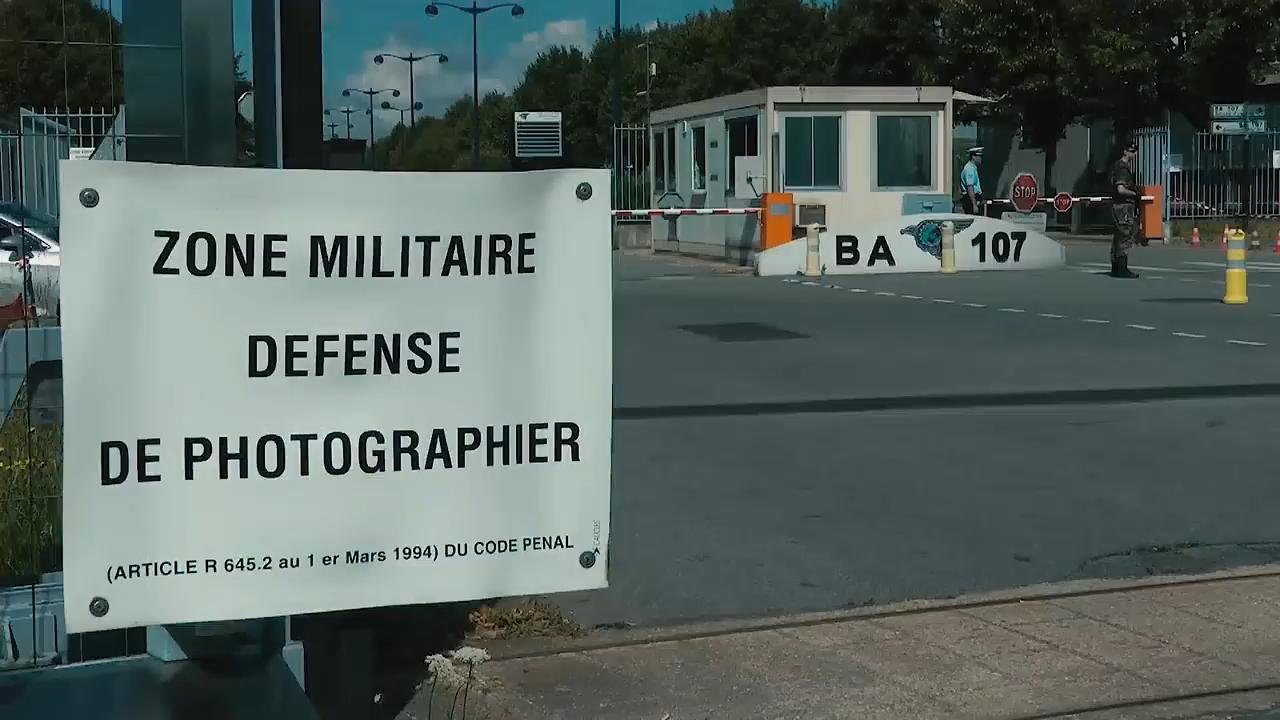 ZONE MILITAIRE
DEFENSE
DE PHOTOGRAPHIER
(ARTICLE R 645.2 au 1 er Mars 1994) DU CODE PENAL
BA 107
STOP
STOP